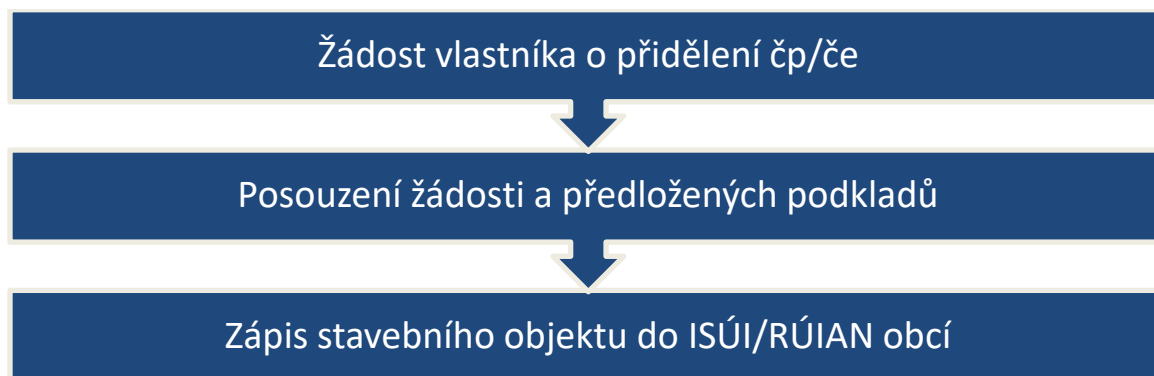 Žádost vlastníka o přidělení čp/če
Posouzení žádosti a předložených podkladů
Zápis stavebního objektu do ISÚI/RÚIAN obcí